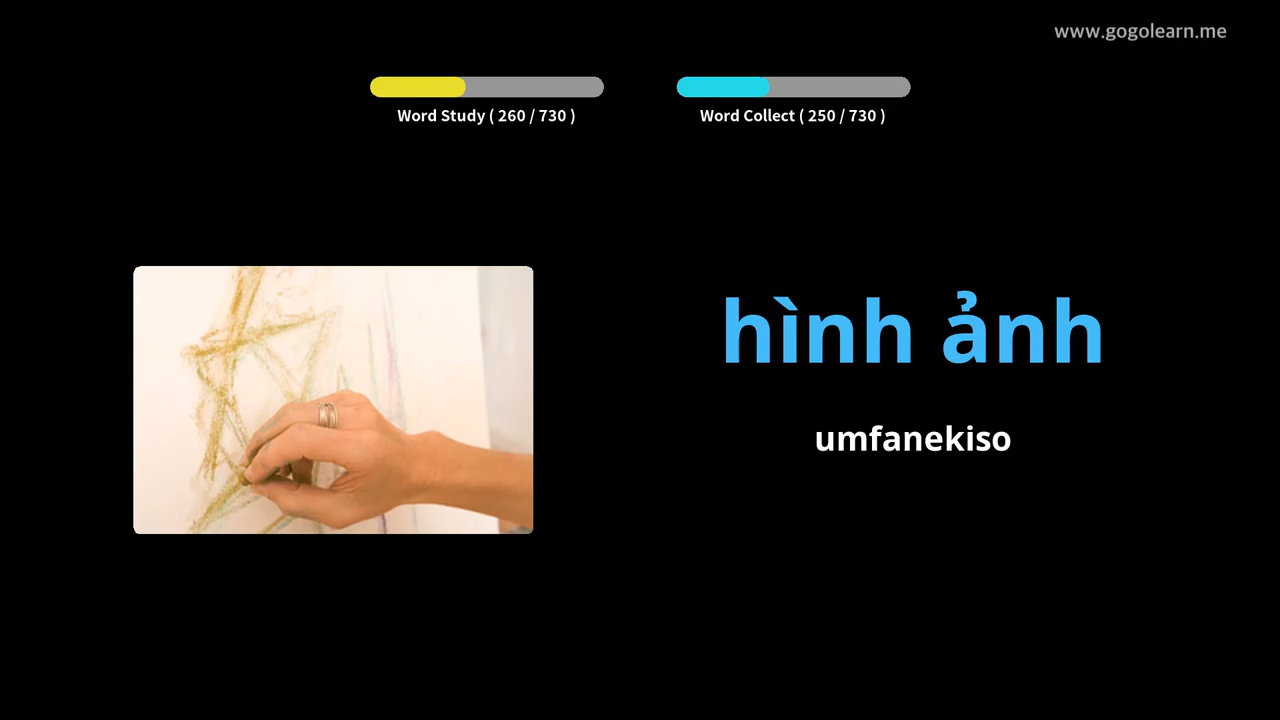 www.gogolearn.me
Word Study ( 260 / 730 )
Word Collect ( 250 / 730 )
hình ảnh
umfanekiso